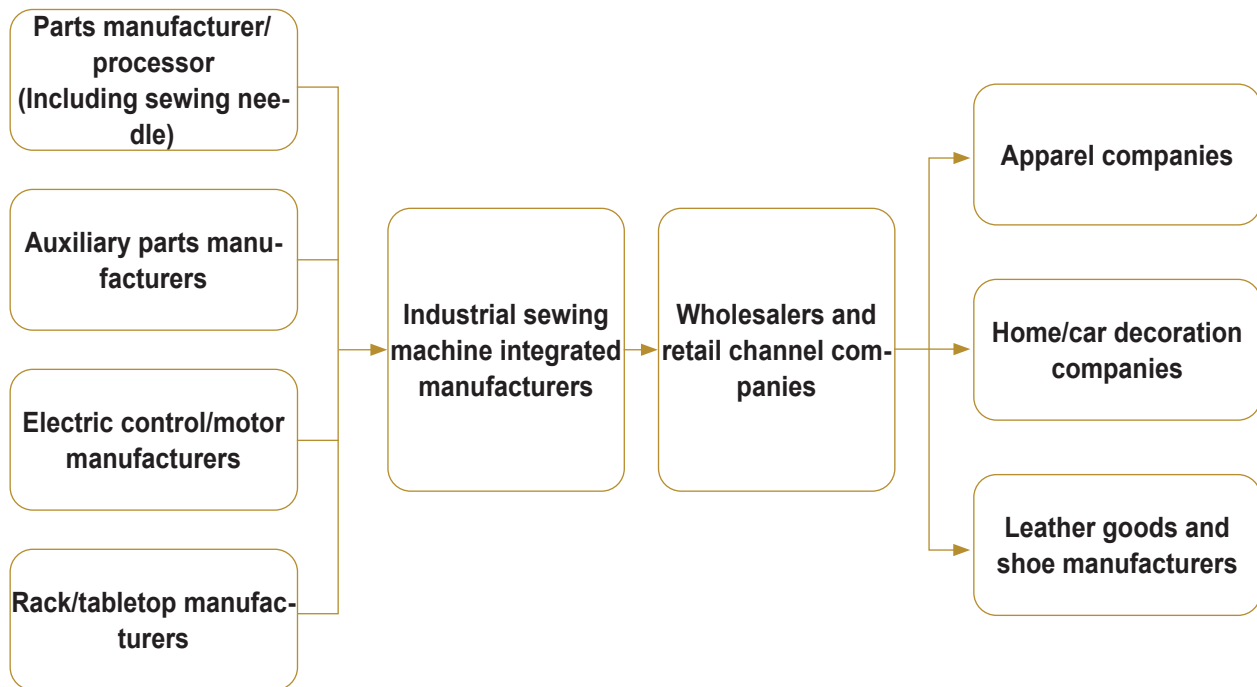 Parts manufacturer/
processor
(Including sewing nee-
dle)
Auxiliary parts manu-
facturers
Electric control/motor
manufacturers
Rack/tabletop manufac-
turers
Industrial sewing
machine integrated
manufacturers
Wholesalers and
retail channel com-
panies
Apparel companies
Home/car decoration
companies
Leather goods and
shoe manufacturers